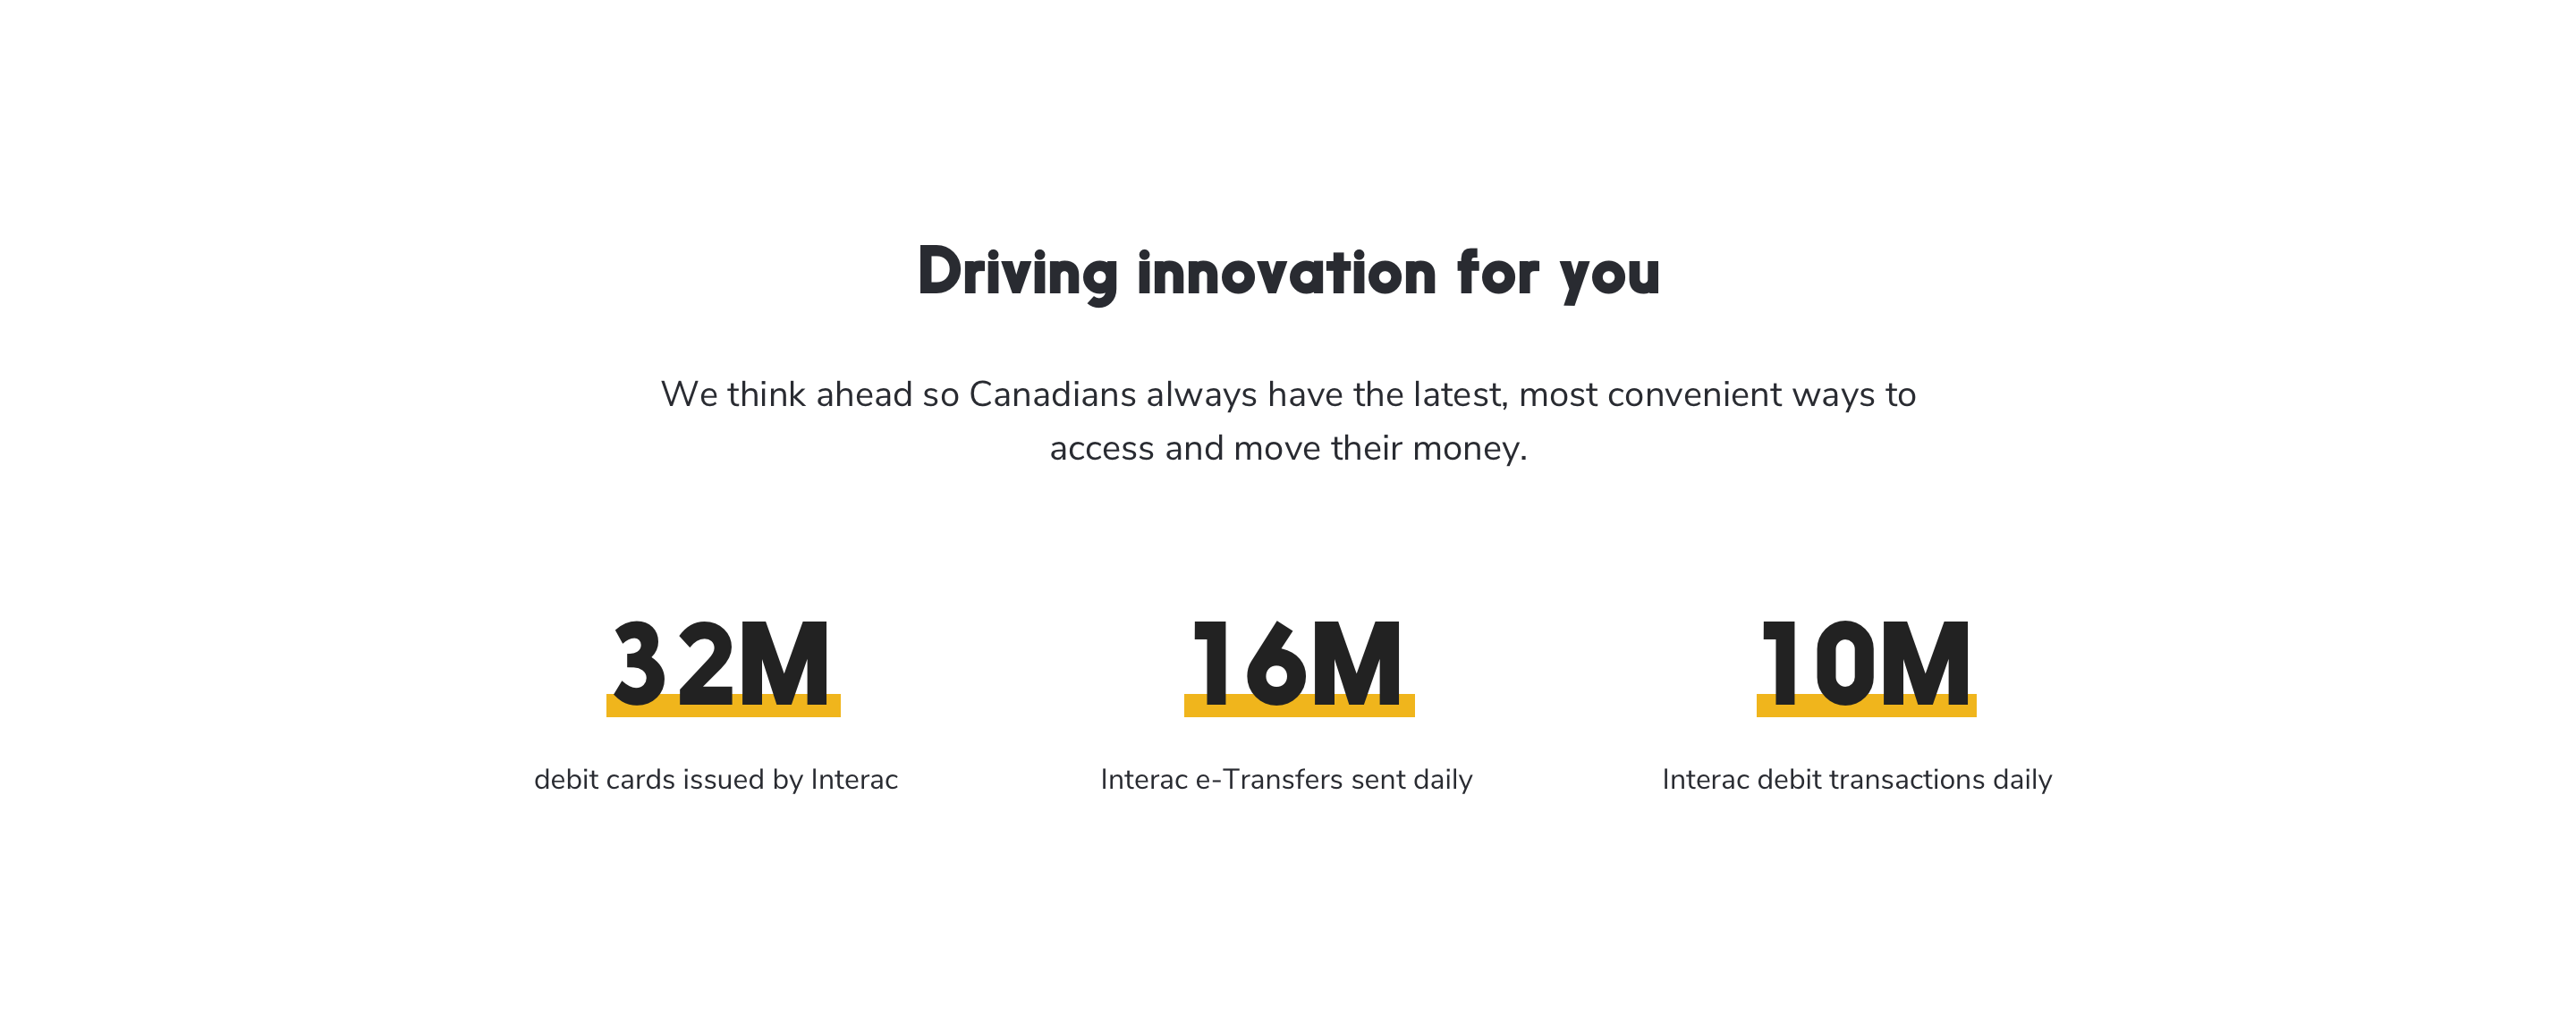 Driving innovation for you
We think ahead so Canadians always have the latest, most convenient ways to
access and move their money.
32M
debit cards issued by Interac
16M
Interac e-Transfers sent daily
10M
Interac debit transactions daily